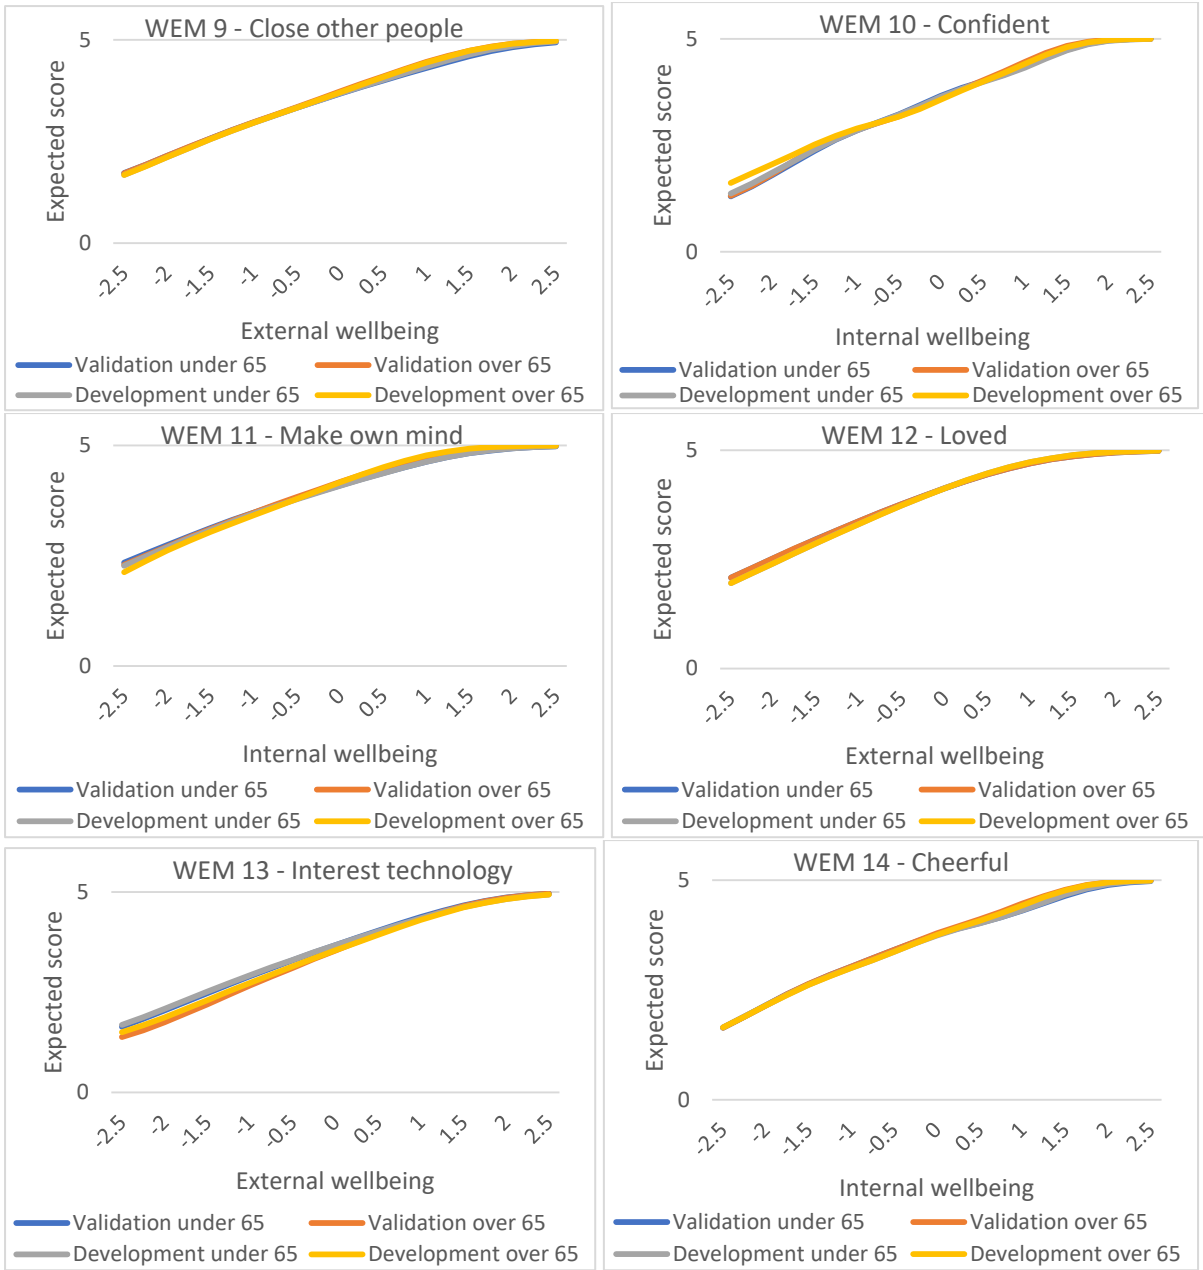 WEM 9 - Close other people
5
0
Expected score
-2.5 -2 -1.5 -1 -0.5 0 0.5 1 1.5 2 2.5
External wellbeing
Validation under 65 Validation over 65
Development under 65 Development over 65
WEM 10 - Confident
5
0
Expected score
-2.5 -2 -1.5 -1 -0.5 0 0.5 1 1.5 2 2.5
Internal wellbeing
Validation under 65 Validation over 65
Development under 65 Development over 65
WEM 11 - Make own mind
5
0
Expected score
-2.5 -2 -1.5 -1 -0.5 0 0.5 1 1.5 2 2.5
Internal wellbeing
Validation under 65 Validation over 65
Development under 65 Development over 65
WEM 12 - Loved
5
0
Expected score
-2.5 -2 -1.5 -1 -0.5 0 0.5 1 1.5 2 2.5
External wellbeing
Validation under 65 Validation over 65
Development under 65 Development over 65
WEM 13 - Interest technology
5
0
Expected score
-2.5 -2 -1.5 -1 -0.5 0 0.5 1 1.5 2 2.5
External wellbeing
Validation under 65 Validation over 65
Development under 65 Development over 65
WEM 14 - Cheerful
5
0
Expected score
-2.5 -2 -1.5 -1 -0.5 0 0.5 1 1.5 2 2.5
Internal wellbeing
Validation under 65 Validation over 65
Development under 65 Development over 65